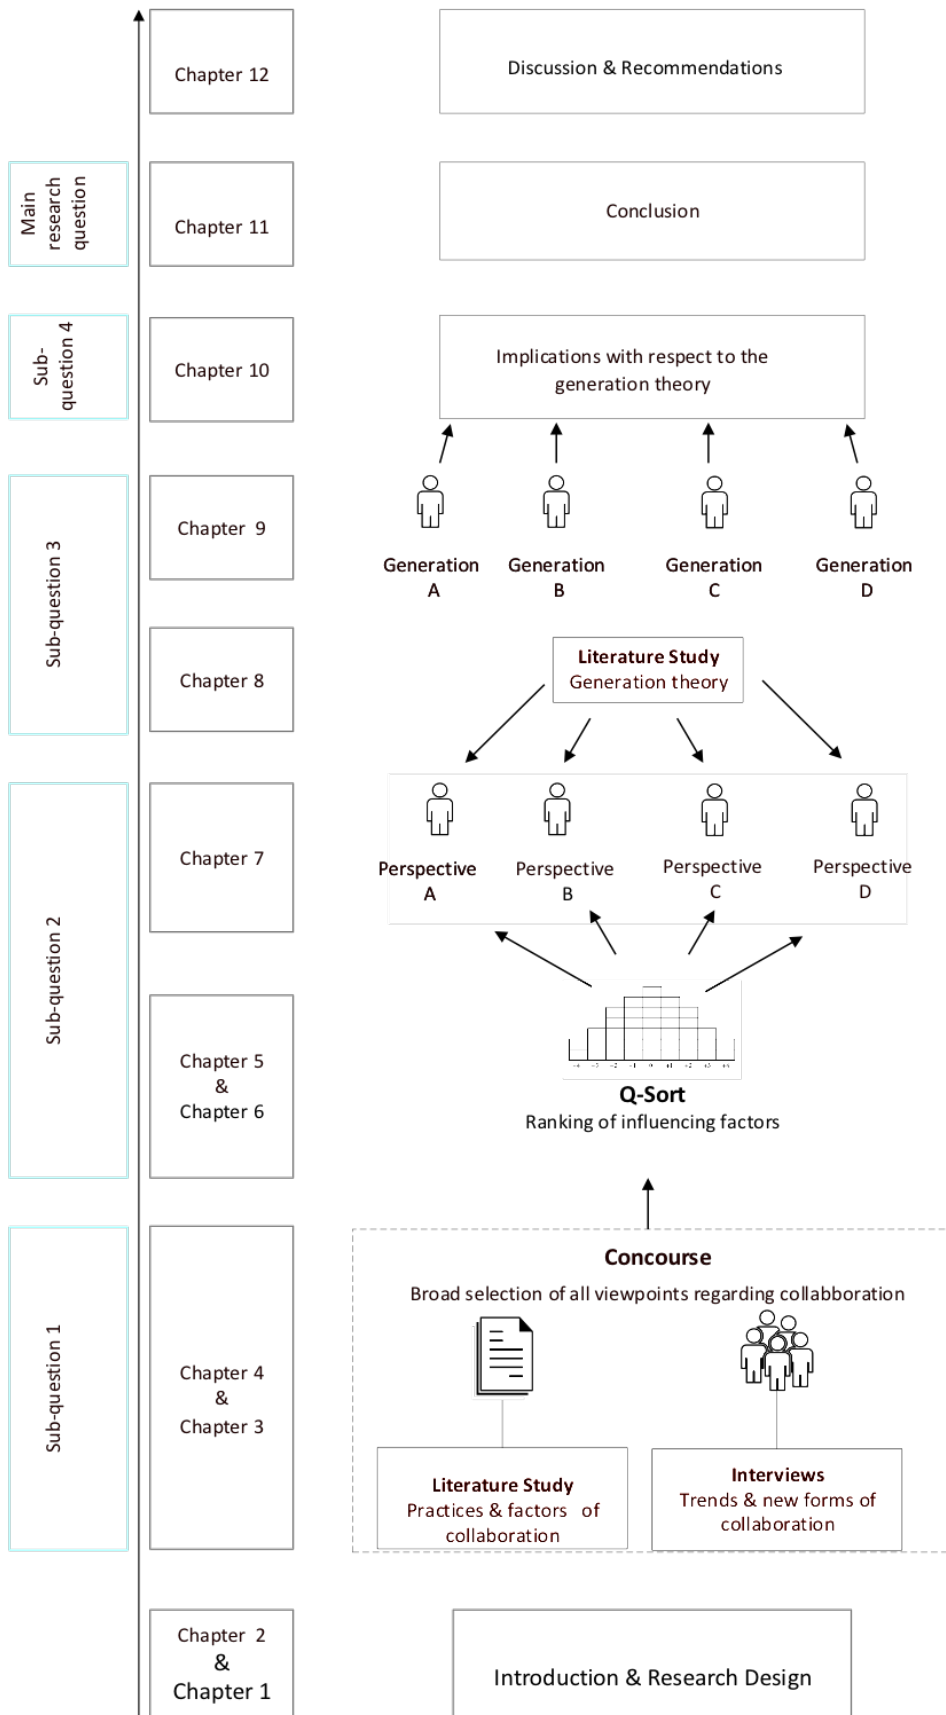 Chapter 12
Discussion & Recommendations
Main
research
question
Chapter 11
Conclusion
Sub-
question 4
Chapter 10
Implications with respect to the
generation theory
Sub-question 3
Chapter 9
Generation
A
Generation
B
Generation
C
Generation
D
Chapter 8
Literature Study
Generation theory
Sub-question 2
Chapter 7
Perspective
A
Perspective
B
Perspective
C
Perspective
D
Chapter 5
&
Chapter 6
Q-Sort
Ranking of influencing factors
Sub-question 1
Chapter 4
&
Chapter 3
Concourse
Broad selection of all viewpoints regarding collabboration
Literature Study
Practices & factors of
collaboration
Interviews
Trends & new forms of
collaboration
Chapter 2
&
Chapter 1
Introduction & Research Design